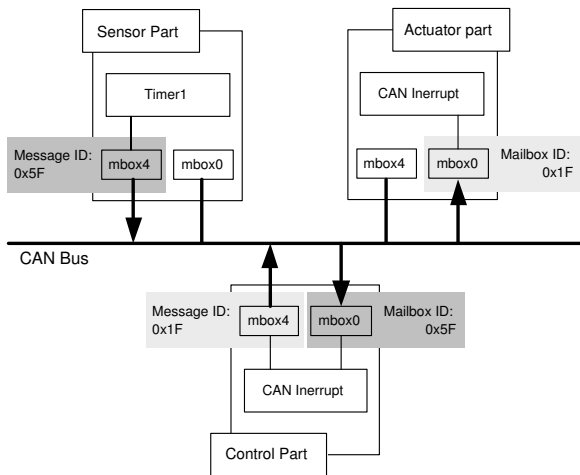 Sensor Part
Actuator part
Timer1
CAN Inerrupt
Message ID:
0x5F
mbox4
mbox0
mbox4
mbox0
Mailbox ID:
0x1F
CAN Bus
Message ID:
0x1F
mbox4
mbox0
Mailbox ID:
0x5F
CAN Inerrupt
Control Part